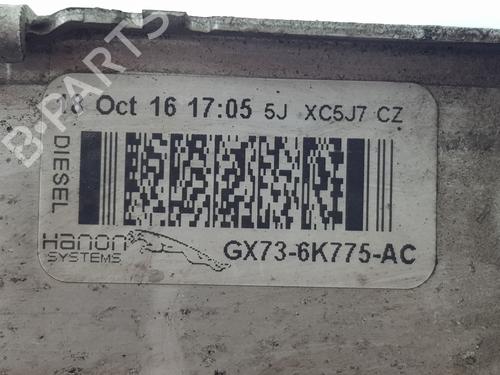 B-PARTS
18 Oct 16 17:05 5J XC5J7 CZ
DIESEL
Hanon
SYSTEMS
GX73-6K775-AC